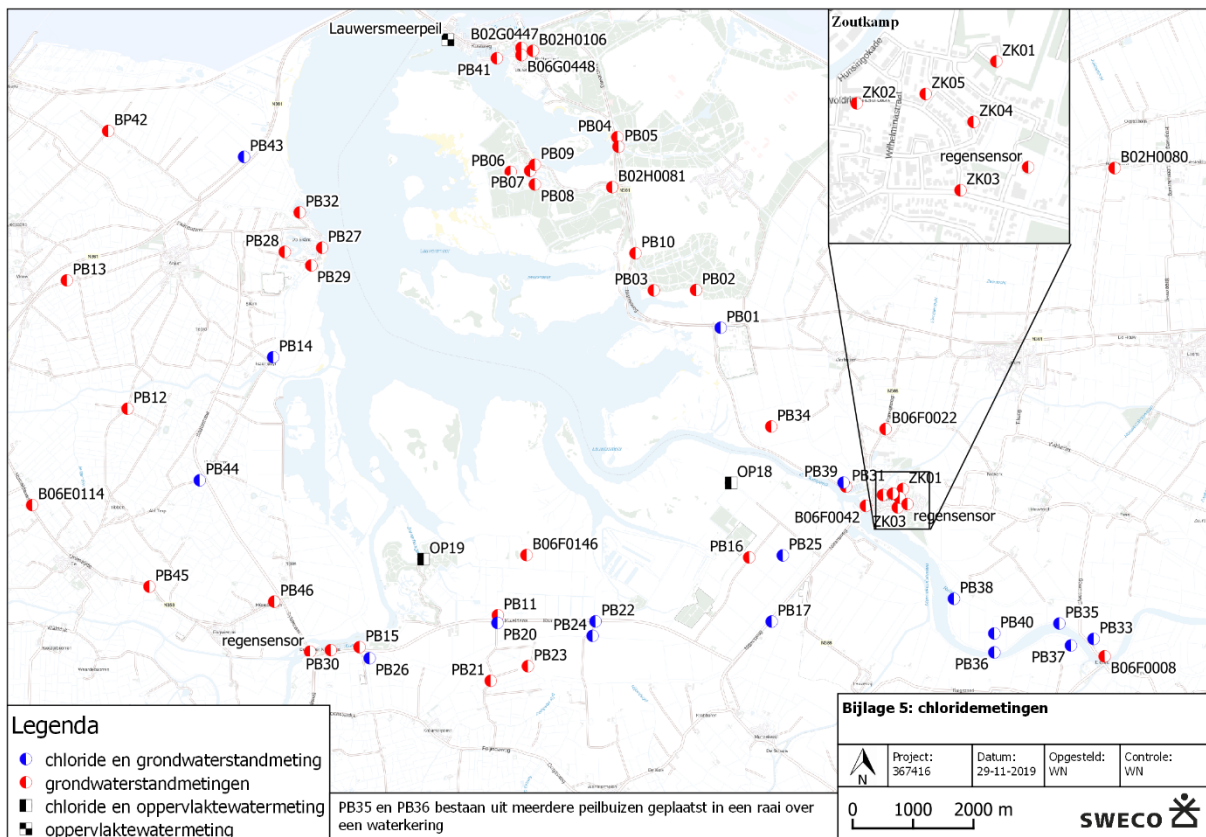 Lauwersmeerpeil
B02G0447
B02H0106
PB41
B06G0448
Zoutkamp
Hunsingokade
ZK01
ZK02
ZK05
ZK04
Wilhelminastraat
regensensor
ZK03
B02H0080
BP42
PB43
PB04
PB05
PB06
PB09
PB07
PB08
B02H0081
PB32
PB28
PB27
PB29
PB13
PB10
PB03
PB02
PB01
PB14
PB12
PB34
B06F0022
PB44
PB39
PB31
ZK01
OP18
B06E0114
B06F0042
ZK03
regensensor
OP19
B06F0146
PB16
PB25
PB45
PB46
PB38
PB11
PB22
PB17
PB35
PB20
PB24
PB40
PB33
regensensor
PB15
PB30
PB26
PB23
PB21
PB36
PB37
B06F0008
Legenda
chloride en grondwaterstandmeting
grondwaterstandmetingen
chloride en oppervlaktewatermeting
oppervlaktewatermeting
PB35 en PB36 bestaan uit meerdere peilbuizen geplaatst in een raai over
een waterkering
Bijlage 5: chloridemetingen
N
Project:
367416
Datum:
29-11-2019
Opgesteld:
WN
Controle:
WN
0 1000 2000 m
SWECO